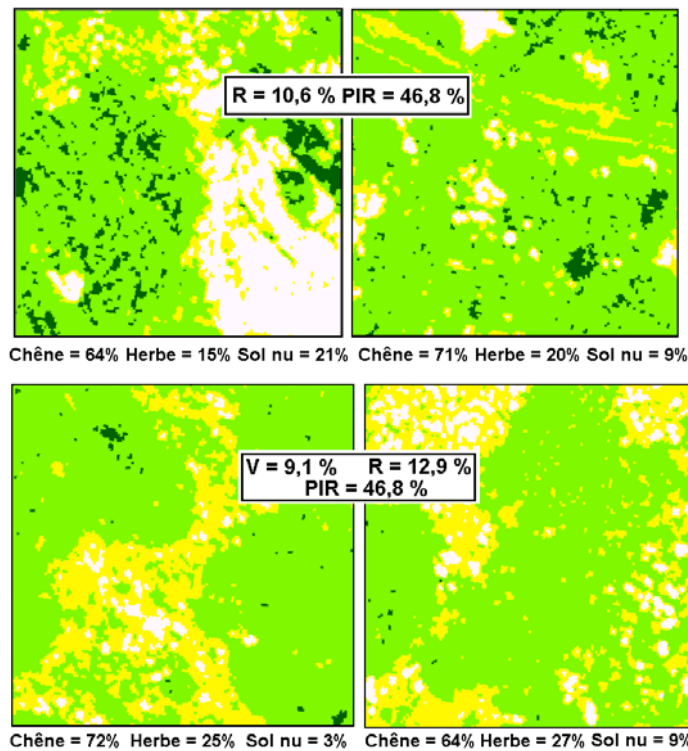 R = 10,6 % PIR = 46,8 %
Chêne = 64% Herbe = 15% Sol nu = 21%
Chêne = 71% Herbe = 20% Sol nu = 9%
V = 9,1 % R = 12,9 %
PIR = 46,8 %
Chêne = 72% Herbe = 25% Sol nu = 3%
Chêne = 64% Herbe = 27% Sol nu = 9%